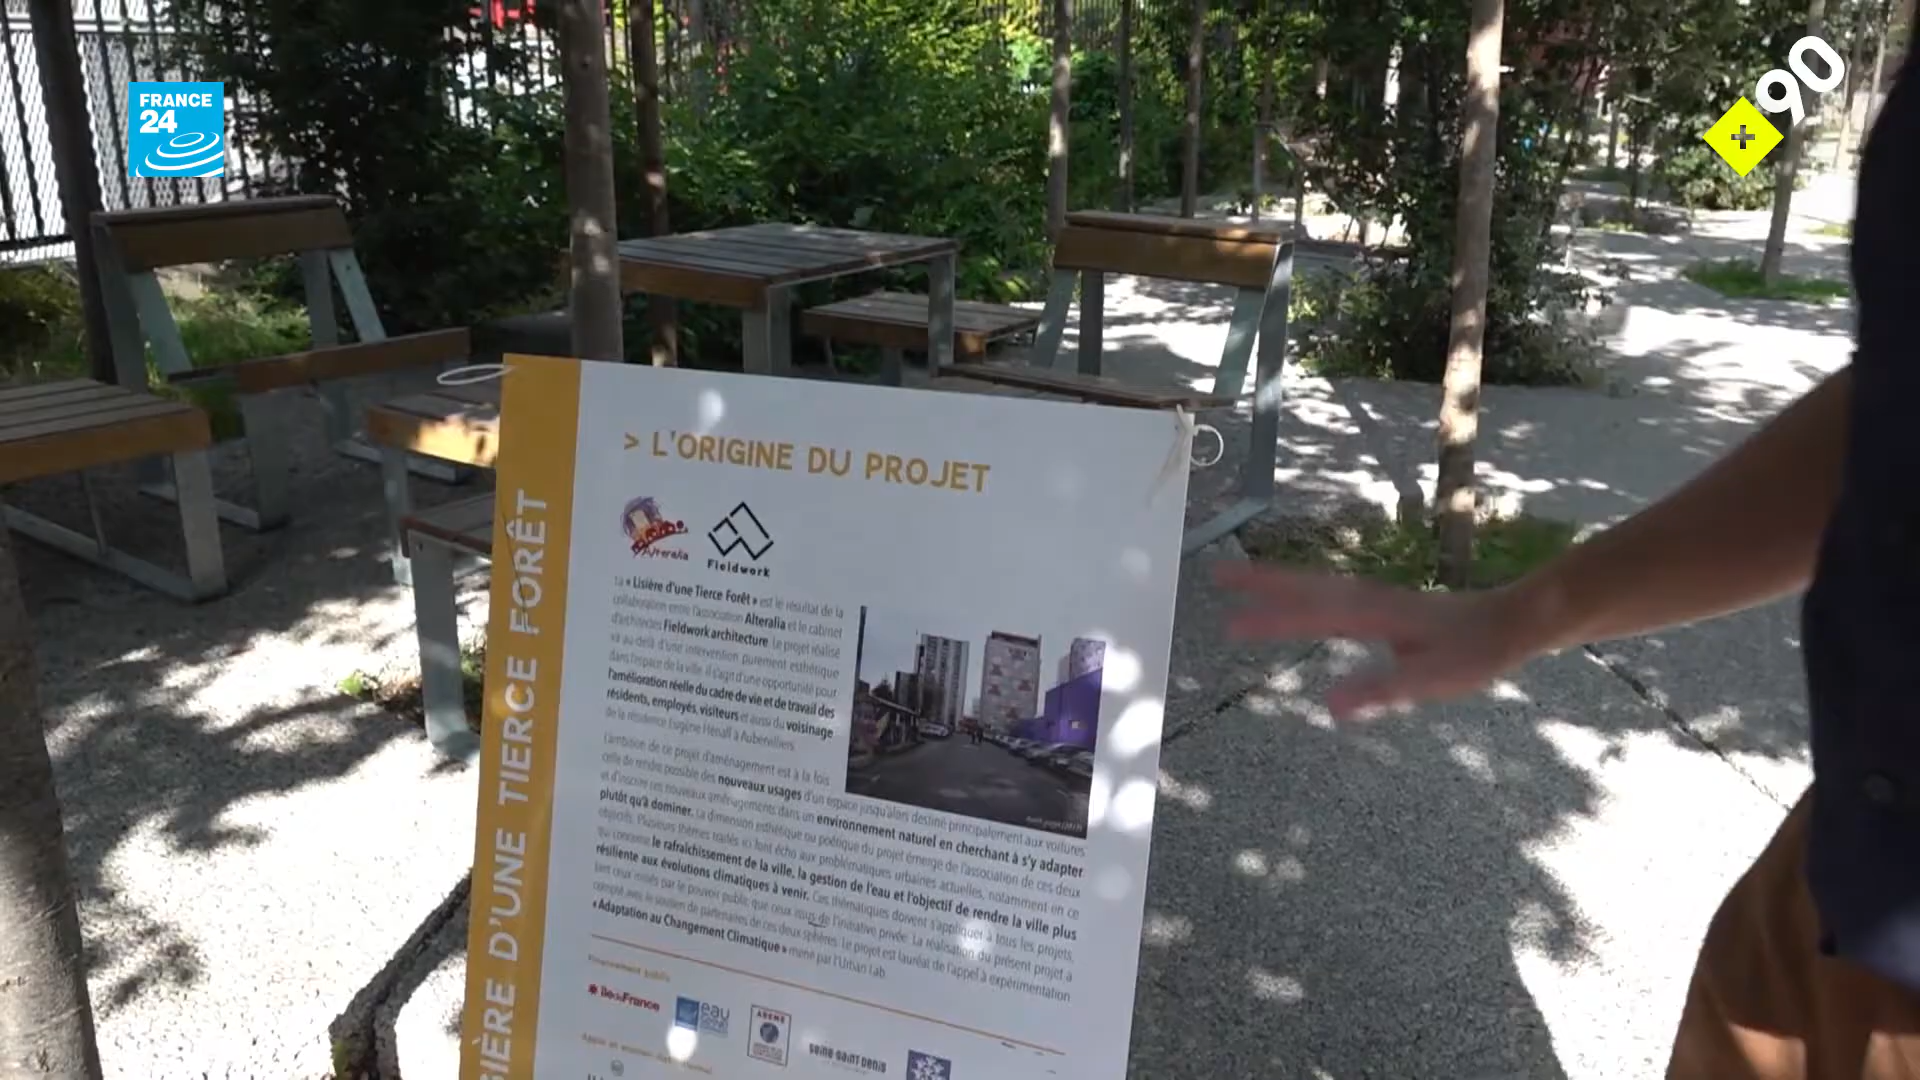 FRANCE
24
+90
> L'ORIGINE DU PROJET
Alteralia
Fieldwork
SIÈRE D'UNE TIERCE FORÊT
La « Lisière d'une Tierce Forêt » est le résultat de la
collaboration entre l'association Alteralia et le cabinet
d'architectes Fieldwork architecture. Le projet réalisé
va au-delà d'une intervention purement esthétique
dans l'espace de la ville. Il s'agit d'une opportunité pour
l'amélioration réelle du cadre de vie et de travail des
résidents, employés, visiteurs et aussi du voisinage
de la résidence Eugène Hénaff à Aubervilliers.
L'ambition de ce projet d'aménagement est à la fois
celle de rendre possible des nouveaux usages d'un espace jusqu'alors destiné principalement aux voitures
et d'inscrire ces nouveaux aménagements dans un environnement naturel en cherchant à s'y adapter
plutôt qu'à dominer. La dimension esthétique ou poétique du projet émerge de l'association de ces deux
objectifs. Plusieurs thèmes traités ici font écho aux problématiques urbaines actuelles, notamment en ce
qui concerne le rafraîchissement de la ville, la gestion de l'eau et l'objectif de rendre la ville plus
résiliente aux évolutions climatiques à venir. Ces thématiques doivent s'appliquer à tous les projets,
tant ceux initiés par le pouvoir public que ceux issus de l'initiative privée. La réalisation du présent projet a
compté avec le soutien de partenaires de ces deux sphères. Le projet est lauréat de l'appel à expérimentation
« Adaptation au Changement Climatique » mené par l'Urban Lab.
Financement public
île de France
eau
ADEME
seine-saint-denis